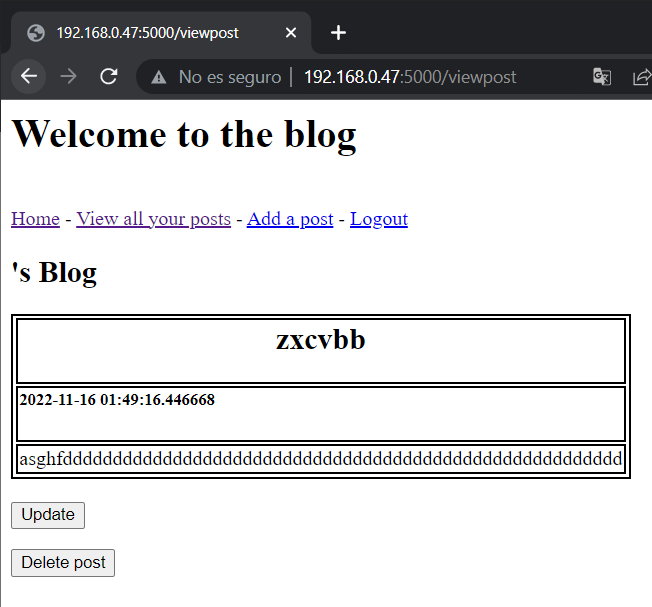 192.168.0.47:5000/viewpost
No es seguro | 192.168.0.47:5000/viewpost
Welcome to the blog
Home - View all your posts - Add a post - Logout
's Blog
zxcvbb
2022-11-16 01:49:16.446668
asghfdddddddddddddddddddddddddddddddddddddddddddddddddddddddd
Update
Delete post